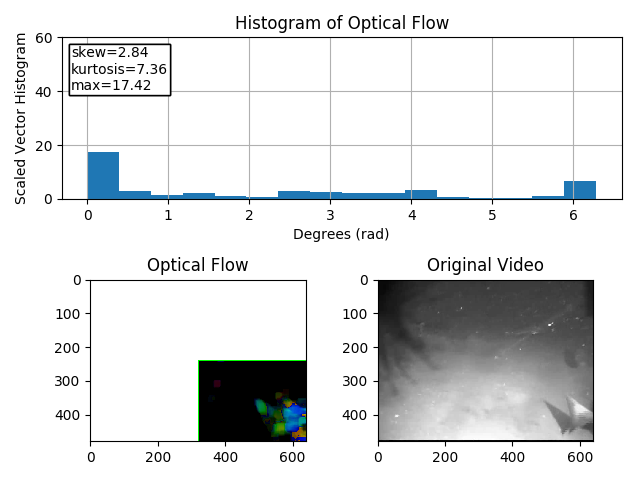 Histogram of Optical Flow
Scaled Vector Histogram
60
40
20
0
skew=2.84
kurtosis=7.36
max=17.42
0 1 2 3 4 5 6
Degrees (rad)
Optical Flow
0
100
200
300
400
0 200 400 600
Original Video
0
100
200
300
400
0 200 400 600